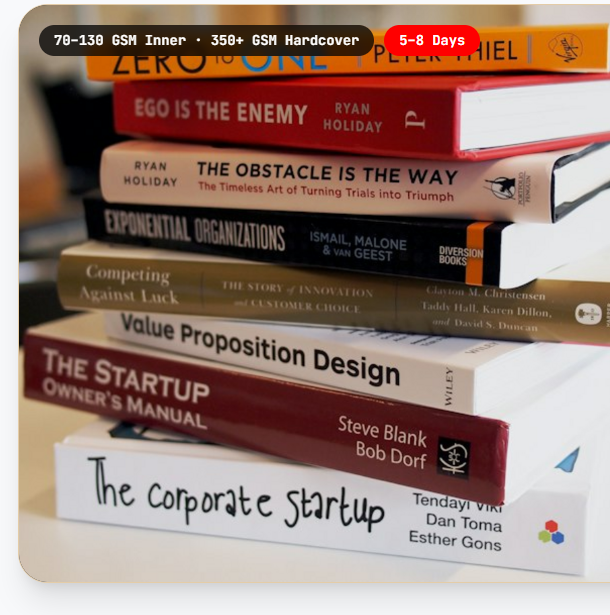 70–130 GSM Inner · 350+ GSM Hardcover
5–8 Days
ZERO TO ONE
PETER THIEL
EGO IS THE ENEMY
RYAN
HOLIDAY
P
RYAN
HOLIDAY
THE OBSTACLE IS THE WAY
The Timeless Art of Turning Trials into Triumph
PORTFOLIO
PENGUIN
EXPONENTIAL ORGANIZATIONS
ISMAIL, MALONE
& VAN GEEST
DIVERSION
BOOKS
Competing
Against Luck
THE STORY of INNOVATION
and CUSTOMER CHOICE
Clayton M. Christensen
Taddy Hall, Karen Dillon,
and David S. Duncan
Value Proposition Design
WILEY
THE STARTUP
OWNER'S MANUAL
Steve Blank
Bob Dorf
K&S
The corporate startup
Tendayi Viki
Dan Toma
Esther Gons